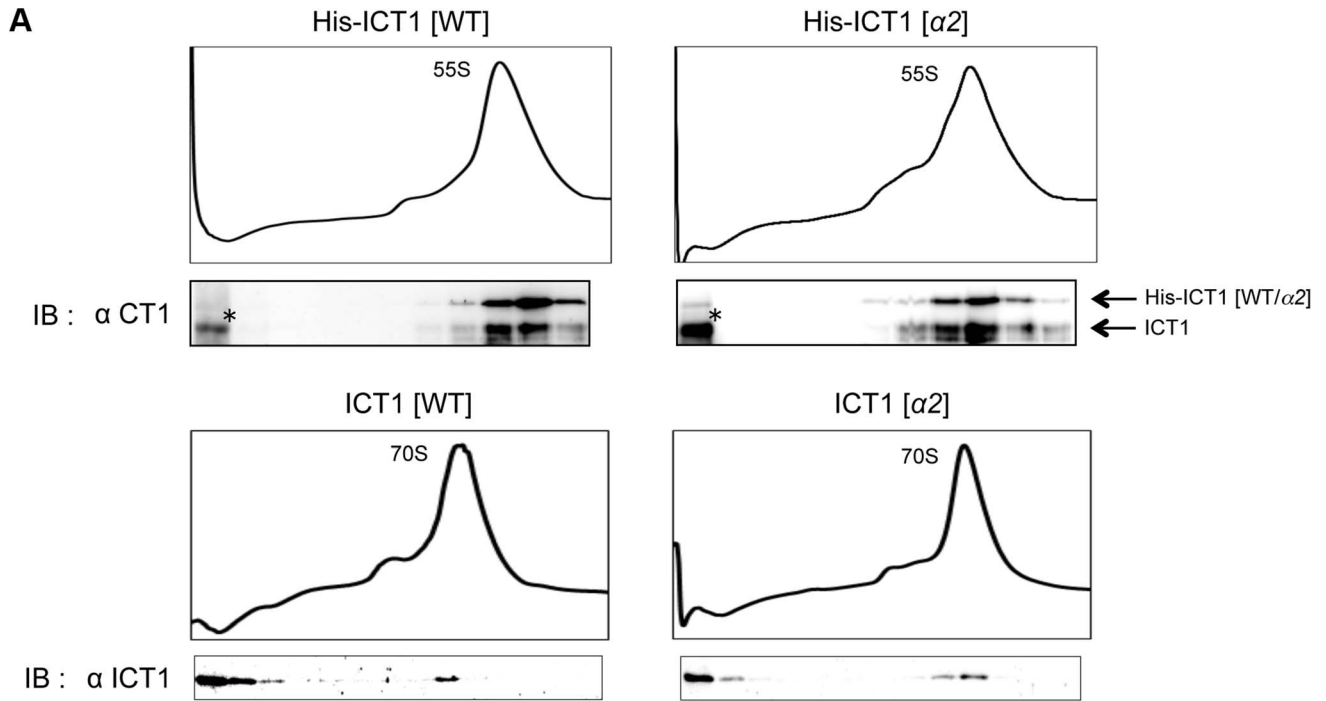 A
His-ICT1 [WT]
His-ICT1 [α2]
55S
55S
IB : α CT1
*
*
His-ICT1 [WT/α2]
ICT1
ICT1 [WT]
ICT1 [α2]
70S
70S
IB : α ICT1